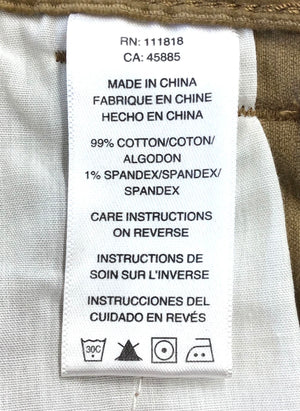 RN: 111818
CA: 45885
MADE IN CHINA
FABRIQUE EN CHINE
HECHO EN CHINA
99% COTTON/COTON/
ALGODON
1% SPANDEX/SPANDEX/
SPANDEX
CARE INSTRUCTIONS
ON REVERSE
INSTRUCTIONS DE
SOIN SUR L'INVERSE
INSTRUCCIONES DEL
CUIDADO EN REVÉS
30C